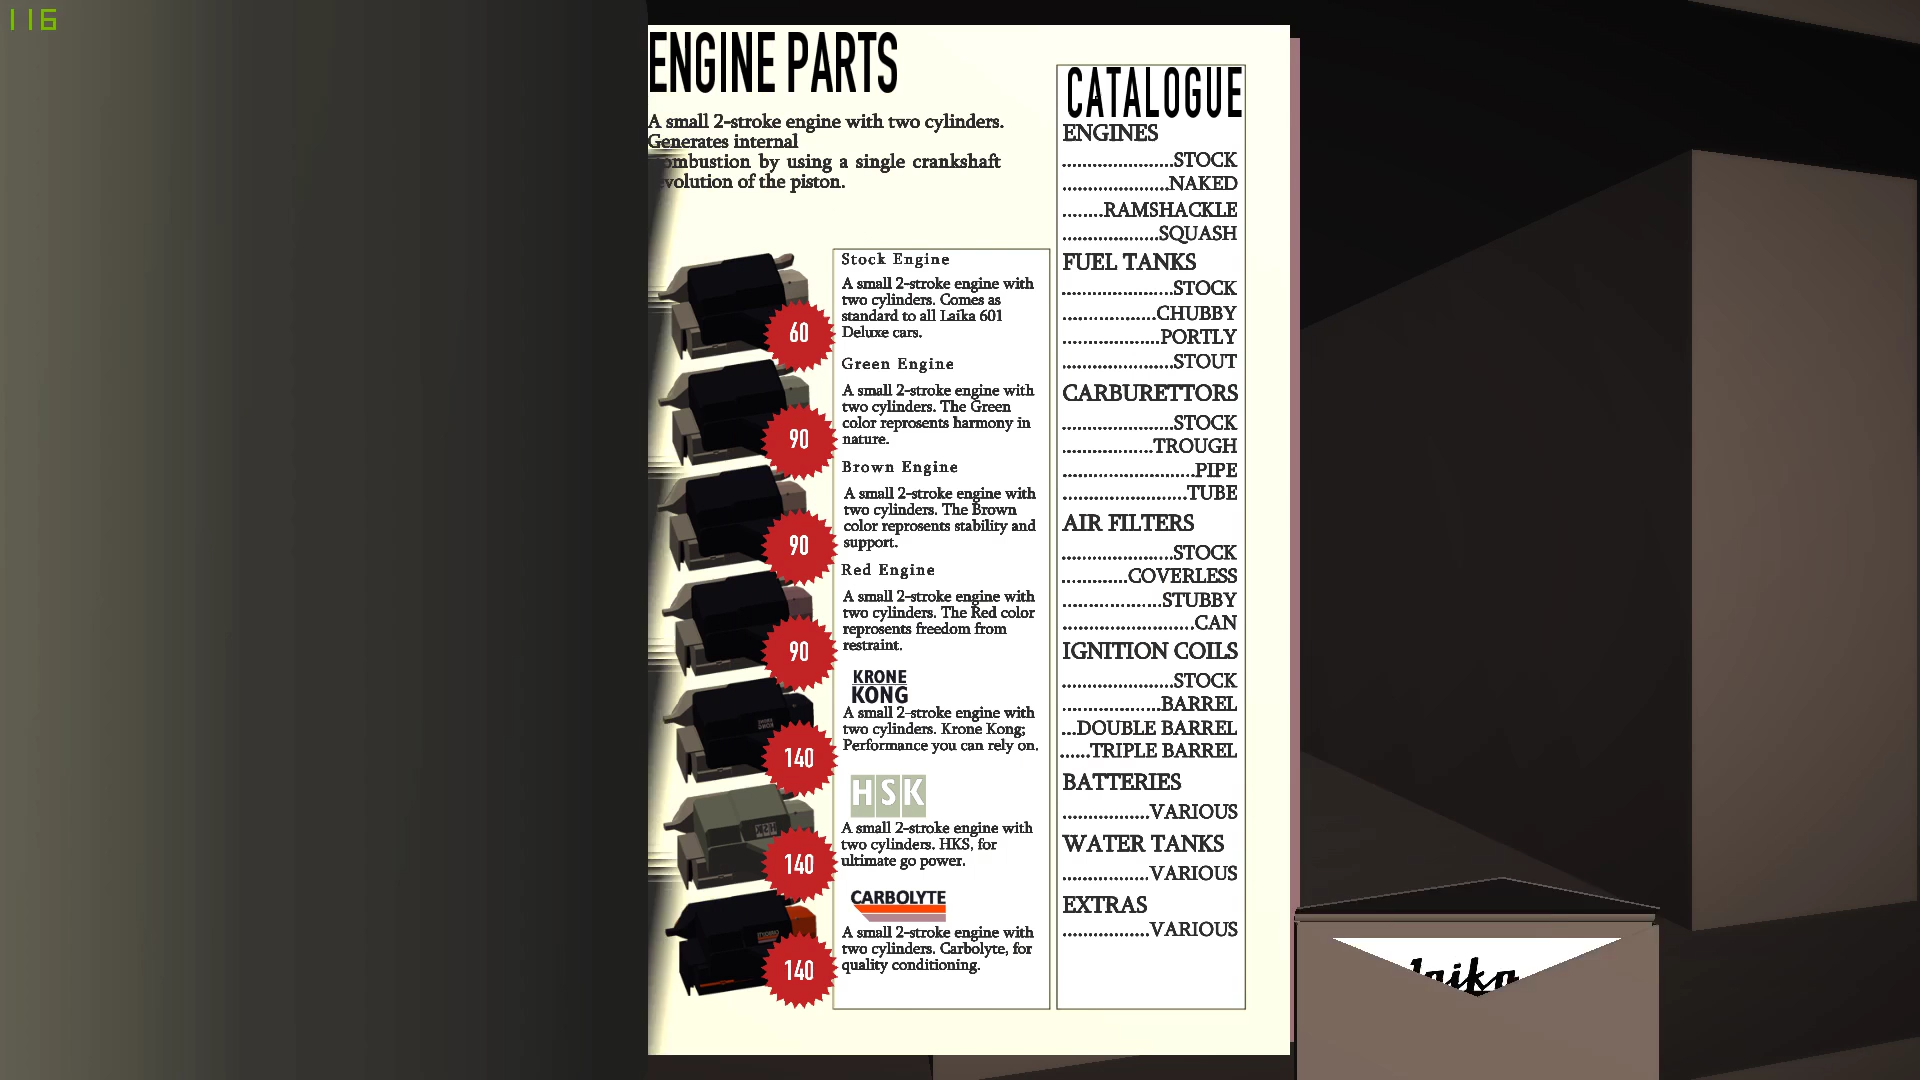 116
ENGINE PARTS
A small 2-stroke engine with two cylinders.
Generates internal
ombustion by using a single crankshaft
evolution of the piston.
Stock Engine
A small 2-stroke engine with
two cylinders. Comes as
standard to all Laika 601
Deluxe cars.
60
Green Engine
A small 2-stroke engine with
two cylinders. The Green
color represents harmony in
nature.
90
Brown Engine
A small 2-stroke engine with
two cylinders. The Brown
color represents stability and
support.
90
Red Engine
A small 2-stroke engine with
two cylinders. The Red color
represents freedom from
restraint.
90
KRONE
KONG
A small 2-stroke engine with
two cylinders. Krone Kong;
Performance you can rely on.
140
HSK
A small 2-stroke engine with
two cylinders. HKS, for
ultimate go power.
140
CARBOLYTE
A small 2-stroke engine with
two cylinders. Carbolyte, for
quality conditioning.
140
CATALOGUE
ENGINES
......................STOCK
.....................NAKED
........RAMSHACKLE
...................SQUASH
FUEL TANKS
......................STOCK
..................CHUBBY
...................PORTLY
......................STOUT
CARBURETTORS
......................STOCK
..................TROUGH
..........................PIPE
........................TUBE
AIR FILTERS
......................STOCK
.............COVERLESS
....................STUBBY
..........................CAN
IGNITION COILS
......................STOCK
...................BARREL
...DOUBLE BARREL
......TRIPLE BARREL
BATTERIES
.................VARIOUS
WATER TANKS
.................VARIOUS
EXTRAS
.................VARIOUS
laika